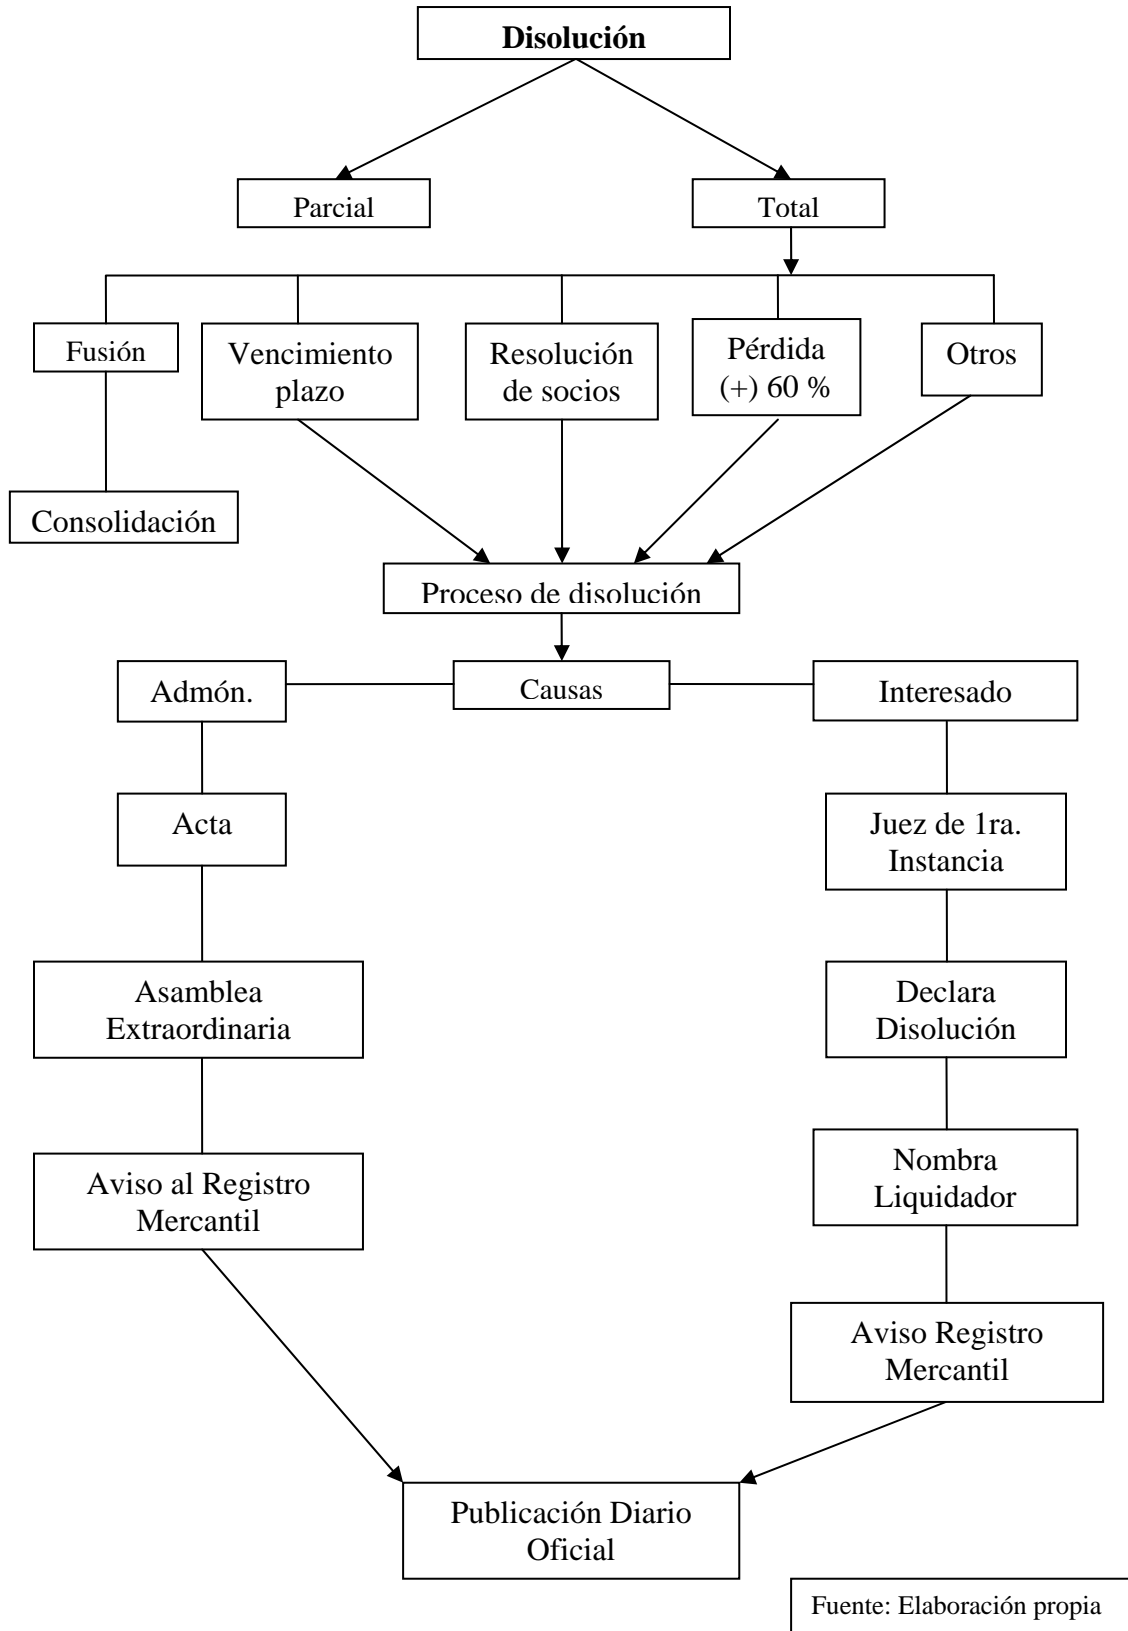 Disolución
Parcial
Total
Fusión
Vencimiento
plazo
Resolución
de socios
Pérdida
(+) 60 %
Otros
Consolidación
Proceso de disolución
Admón.
Causas
Interesado
Acta
Juez de 1ra.
Instancia
Asamblea
Extraordinaria
Declara
Disolución
Aviso al Registro
Mercantil
Nombra
Liquidador
Aviso Registro
Mercantil
Publicación Diario
Oficial
Fuente: Elaboración propia